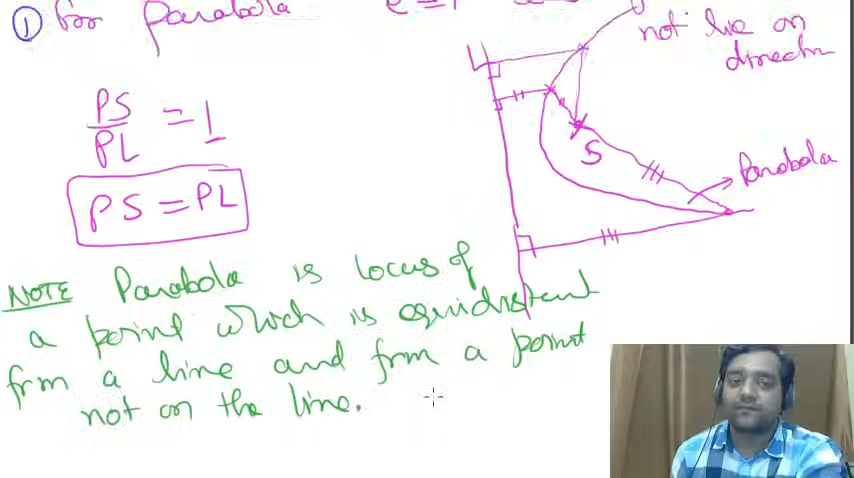 ① for parabola e = 1
not lie on
directri
PS/PL = 1
PS = PL
S
Parabola
NOTE Parabola is locus of
a point which is equidistant
from a line and from a point
not on the line.